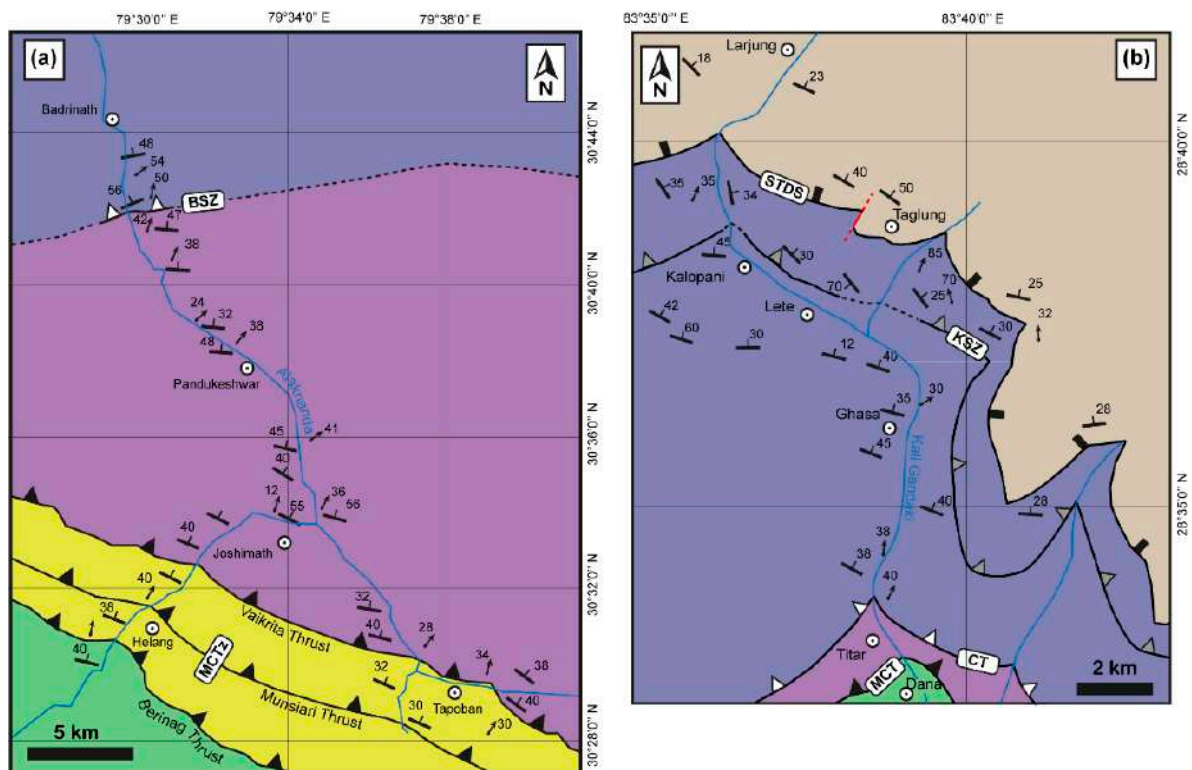 79°30'0" E
79°34'0" E
79°38'0" E
(a)
N
Badrinath
48
54
50
56
BSZ
42
47
38
24
32
38
48
Pandukeshwar
Alaknanda
45
41
40
12
36
55
56
40
Joshimath
40
32
Vaikrita Thrust
40
28
38
Helang
MCTz
34
38
40
32
Tapoban
Munsiari Thrust
40
30
30
Berinag Thrust
5 km
30°44'0" N
30°40'0" N
30°36'0" N
30°32'0" N
30°28'0" N
83°35'0" E
83°40'0" E
(b)
N
Larjung
18
23
40
STDS
50
35
35
34
Taglung
45
30
85
Kalopani
70
70
25
25
Lete
42
32
60
30
KSZ
30
12
40
35
30
Ghasa
28
45
Kali Gandaki
40
28
38
38
40
Titar
CT
MCT
Dana
2 km
28°40'0" N
28°35'0" N